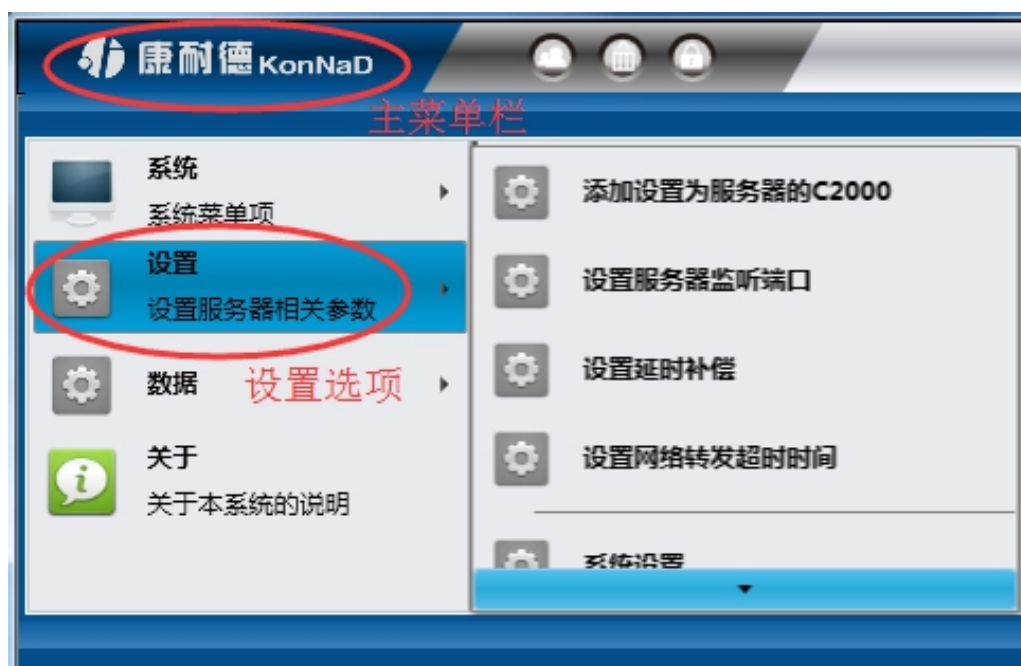 康耐德 KonNaD
主菜单栏
系统
系统菜单项
设置
设置服务器相关参数
数据
设置选项
关于
关于本系统的说明
添加设置为服务器的C2000
设置服务器监听端口
设置延时补偿
设置网络转发超时时间
系统设置